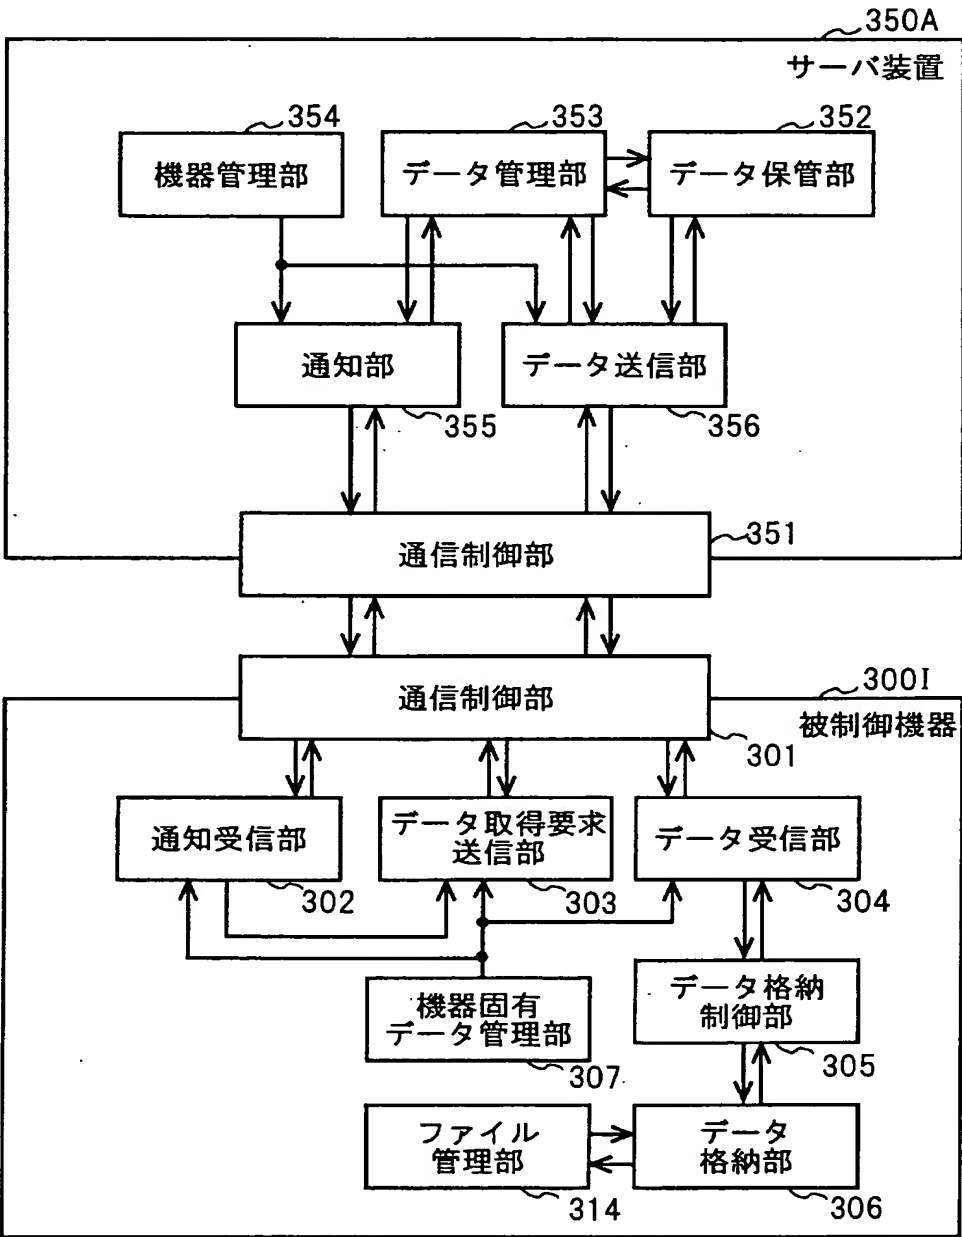 350A
サーバ装置
354
353
352
機器管理部
データ管理部
データ保管部
通知部
データ送信部
355
356
通信制御部
351
300I
通信制御部
被制御機器
301
通知受信部
データ取得要求
送信部
データ受信部
302
303
304
機器固有
データ管理部
データ格納
制御部
307
305
ファイル
管理部
データ
格納部
314
306